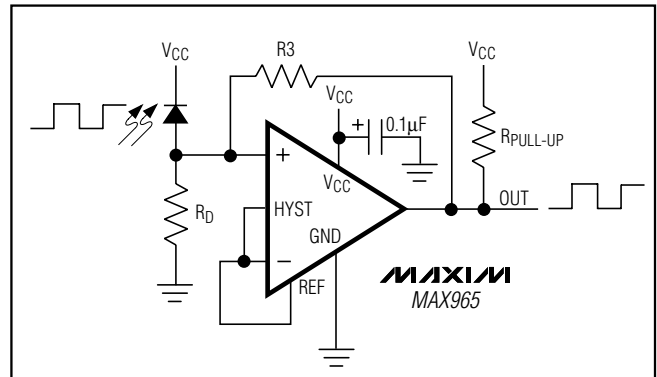 VCC
R3
VCC
VCC
+ 0.1µF
RPULL-UP
+
VCC
RD
HYST
GND
OUT
−
REF
MAXIM
MAX965